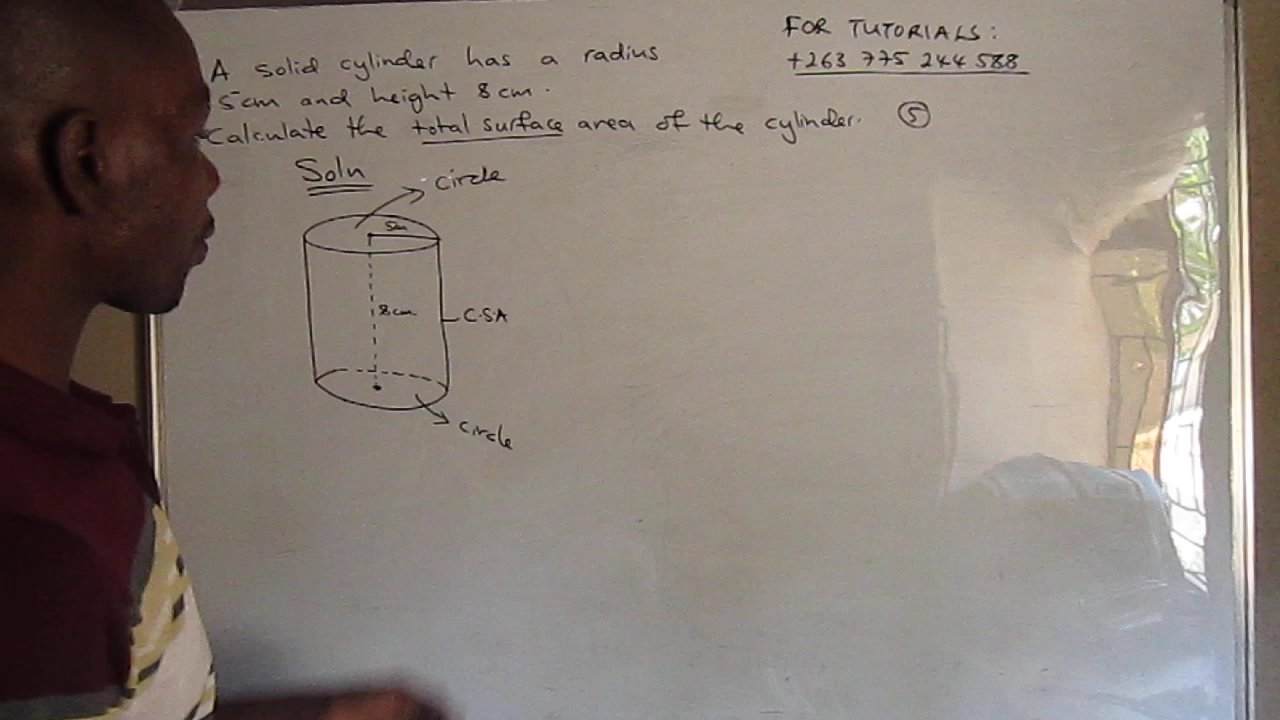 A solid cylinder has a radius
5cm and height 8cm.
Calculate the total surface area of the cylinder. ⑤
FOR TUTORIALS:
+263 775 244 588
Soln
circle
5cm
8cm
C.S.A
circle